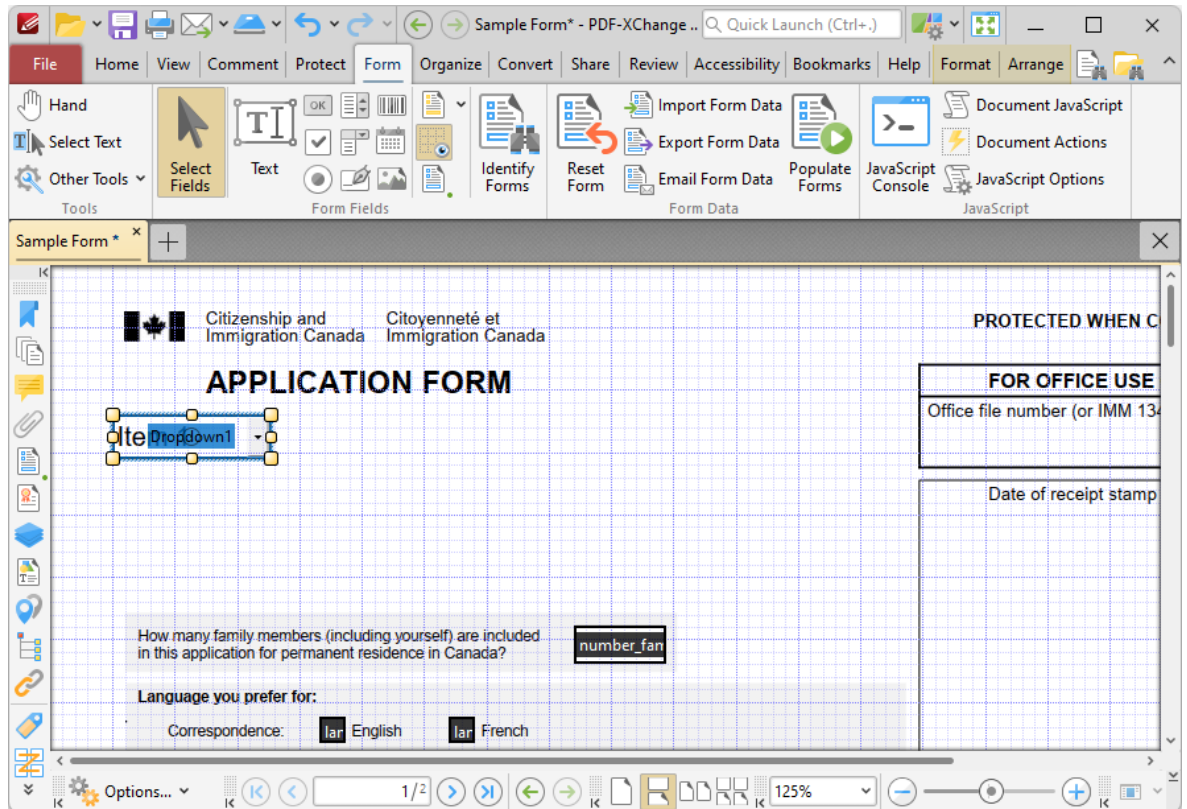 Sample Form* - PDF-XChange ..
Quick Launch (Ctrl+.)
File Home View Comment Protect Form Organize Convert Share Review Accessibility Bookmarks Help Format Arrange
Hand
Select Text
Other Tools
Tools
Select Fields
Text
OK
Form Fields
Identify Forms
Reset Form
Import Form Data
Export Form Data
Email Form Data
Populate Forms
Form Data
JavaScript Console
Document JavaScript
Document Actions
JavaScript Options
JavaScript
Sample Form *
Citizenship and Immigration Canada
Citoyenneté et Immigration Canada
PROTECTED WHEN C
APPLICATION FORM
FOR OFFICE USE
Office file number (or IMM 134
Dropdown1
Date of receipt stamp
How many family members (including yourself) are included
in this application for permanent residence in Canada?
number_fam
Language you prefer for:
Correspondence: lan English lan French
Options...
1/2
125%